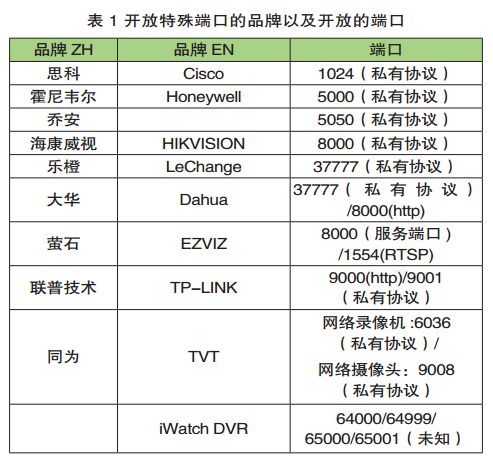 表 1 开放特殊端口的品牌以及开放的端口
品牌 ZH 品牌 EN 端口
思科 Cisco 1024（私有协议）
霍尼韦尔 Honeywell 5000（私有协议）
乔安 5050（私有协议）
海康威视 HIKVISION 8000（私有协议）
乐橙 LeChange 37777（私有协议）
大华 Dahua 37777（私有协议）
/8000(http)
萤石 EZVIZ 8000（服务端口）
/1554(RTSP)
联普技术 TP-LINK 9000(http)/9001
（私有协议）
同为 TVT 网络录像机 :6036
（私有协议）/
网络摄像头：9008
（私有协议）
iWatch DVR 64000/64999/
65000/65001（未知）